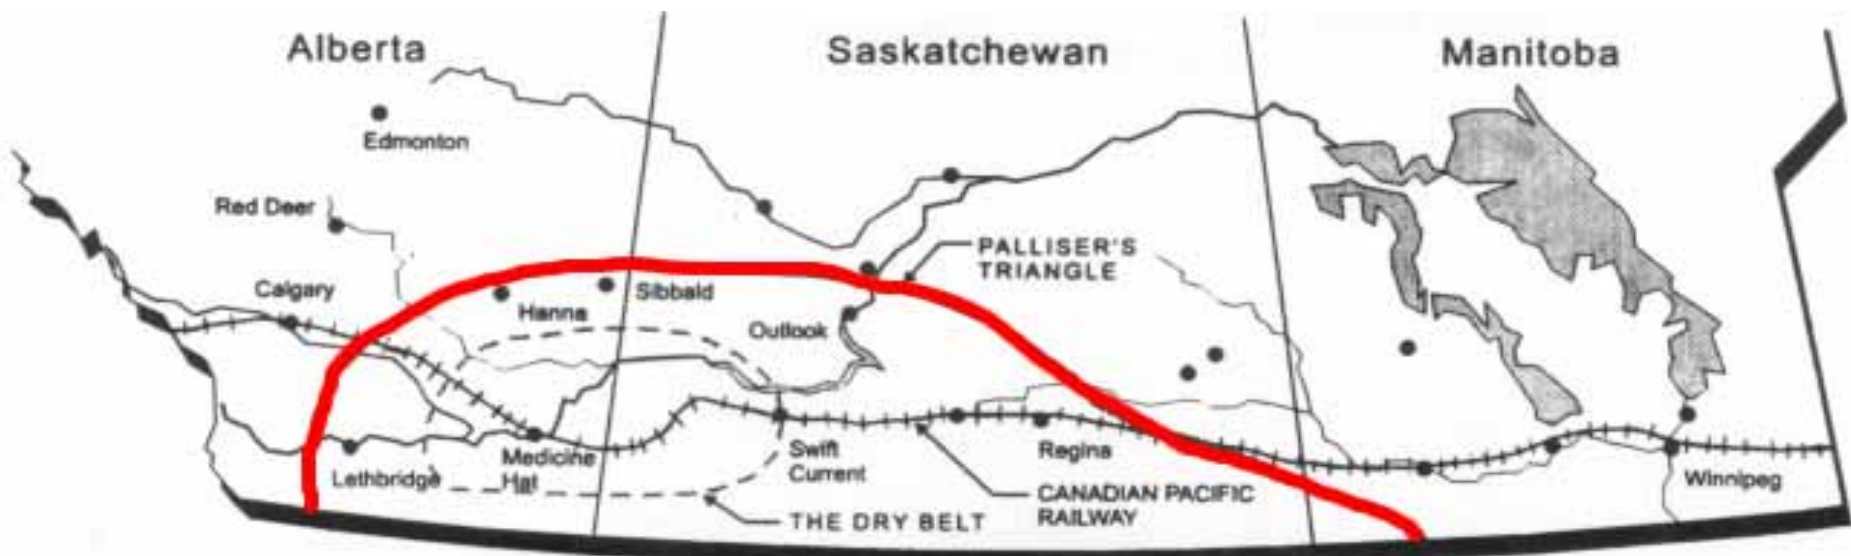 Alberta
Saskatchewan
Manitoba
Edmonton
Red Deer
PALLISER'S
TRIANGLE
Calgary
Sibbald
Hanna
Outlook
Swift
Current
Regina
Medicine
Hat
Lethbridge
Winnipeg
CANADIAN PACIFIC
RAILWAY
THE DRY BELT